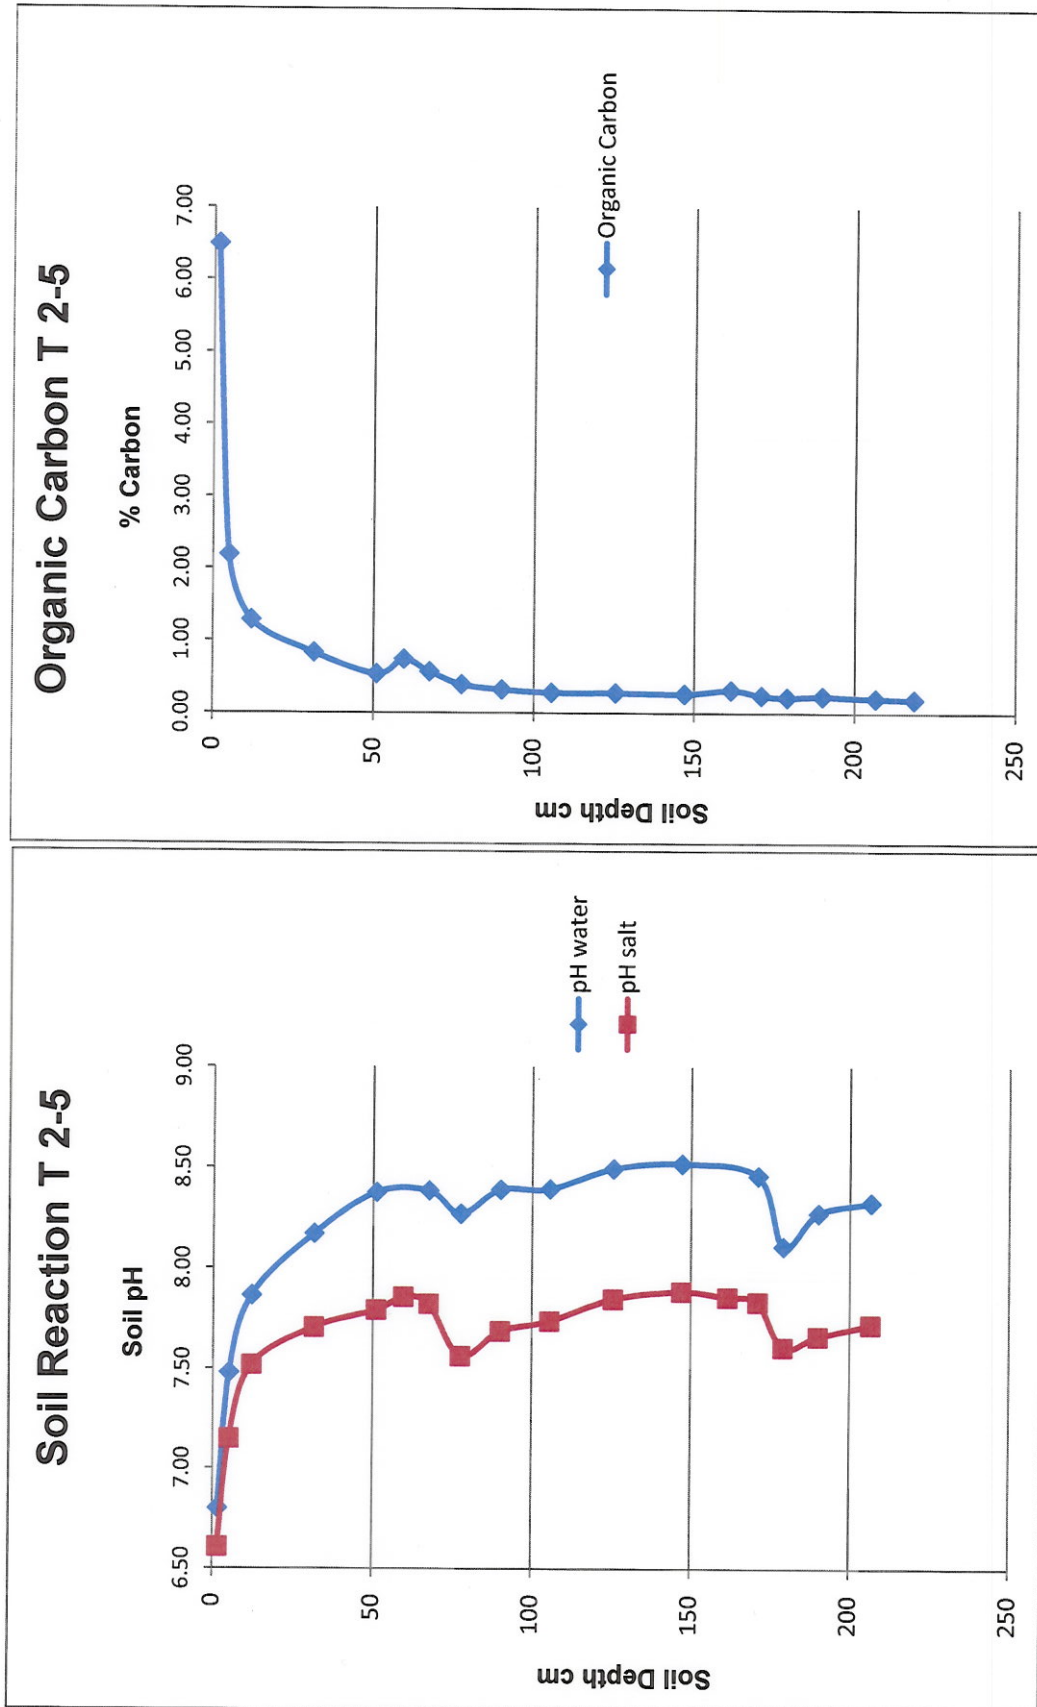 Soil Reaction T 2-5
Soil pH
6.50 7.00 7.50 8.00 8.50 9.00
0
50
100
150
200
250
Soil Depth cm
pH water
pH salt
Organic Carbon T 2-5
% Carbon
0.00 1.00 2.00 3.00 4.00 5.00 6.00 7.00
0
50
100
150
200
250
Soil Depth cm
Organic Carbon